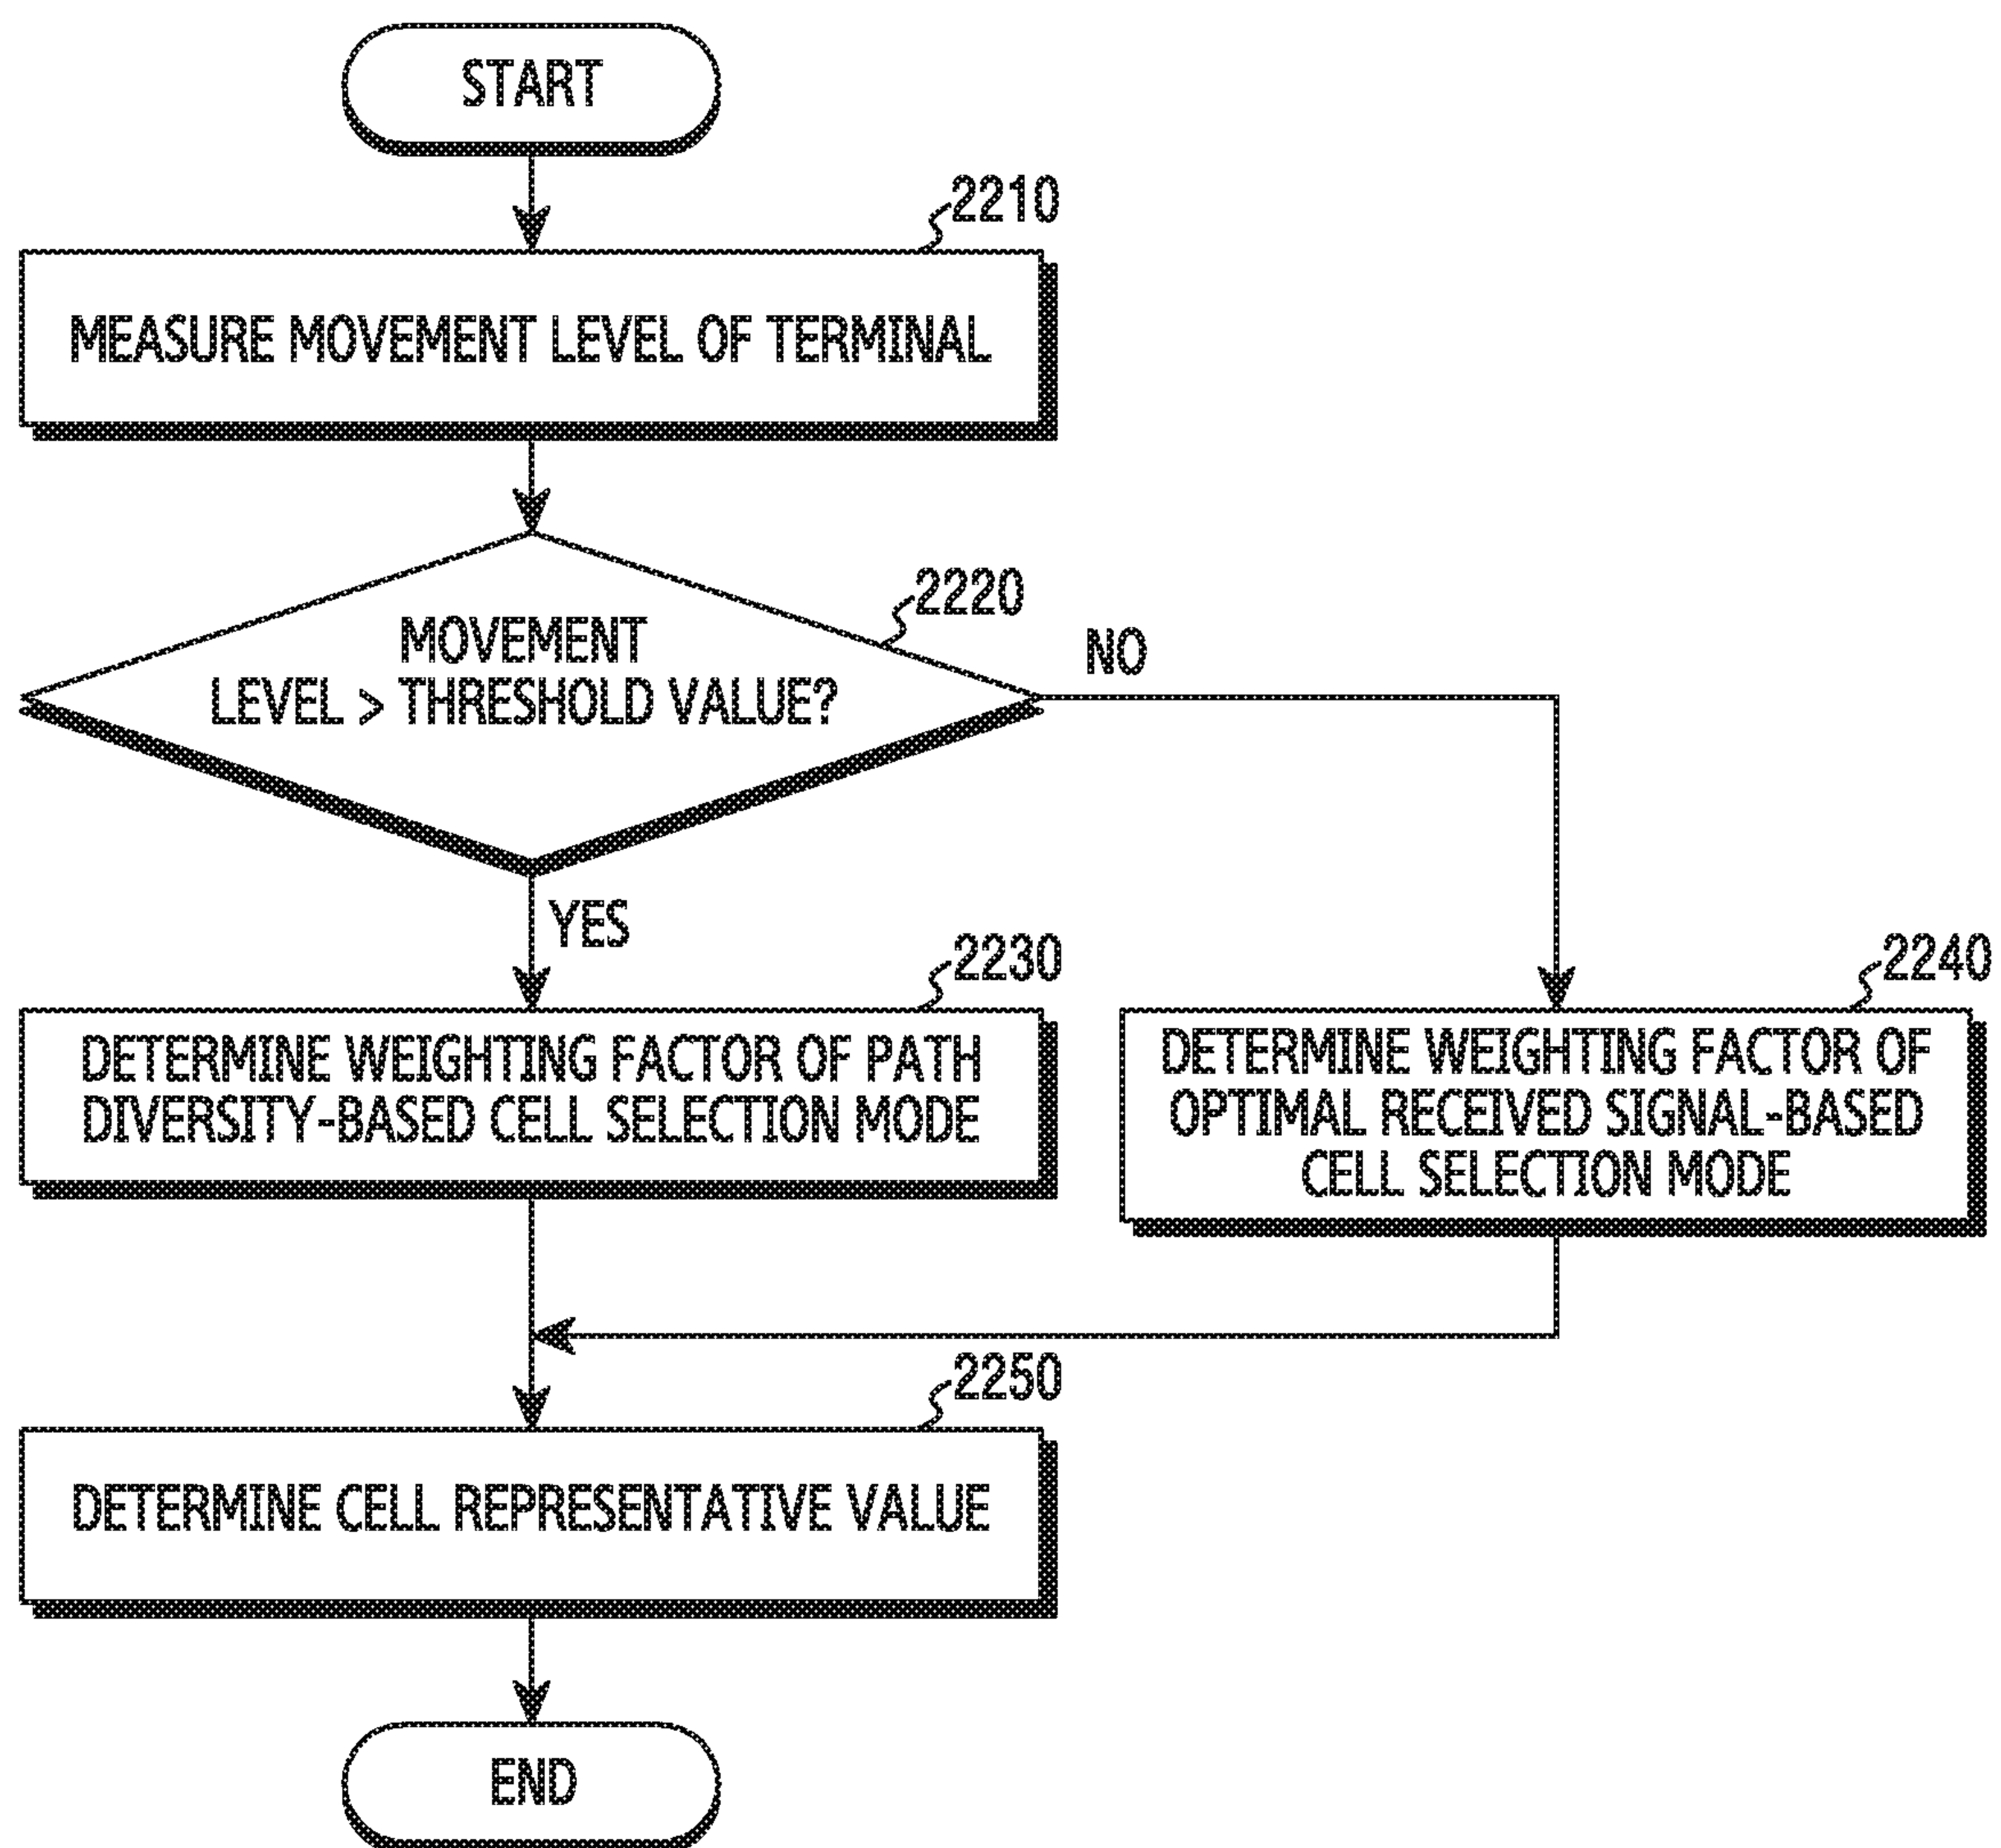 START
2210
MEASURE MOVEMENT LEVEL OF TERMINAL
2220
MOVEMENT
LEVEL > THRESHOLD VALUE?
NO
YES
2230
DETERMINE WEIGHTING FACTOR OF PATH
DIVERSITY-BASED CELL SELECTION MODE
2240
DETERMINE WEIGHTING FACTOR OF
OPTIMAL RECEIVED SIGNAL-BASED
CELL SELECTION MODE
2250
DETERMINE CELL REPRESENTATIVE VALUE
END